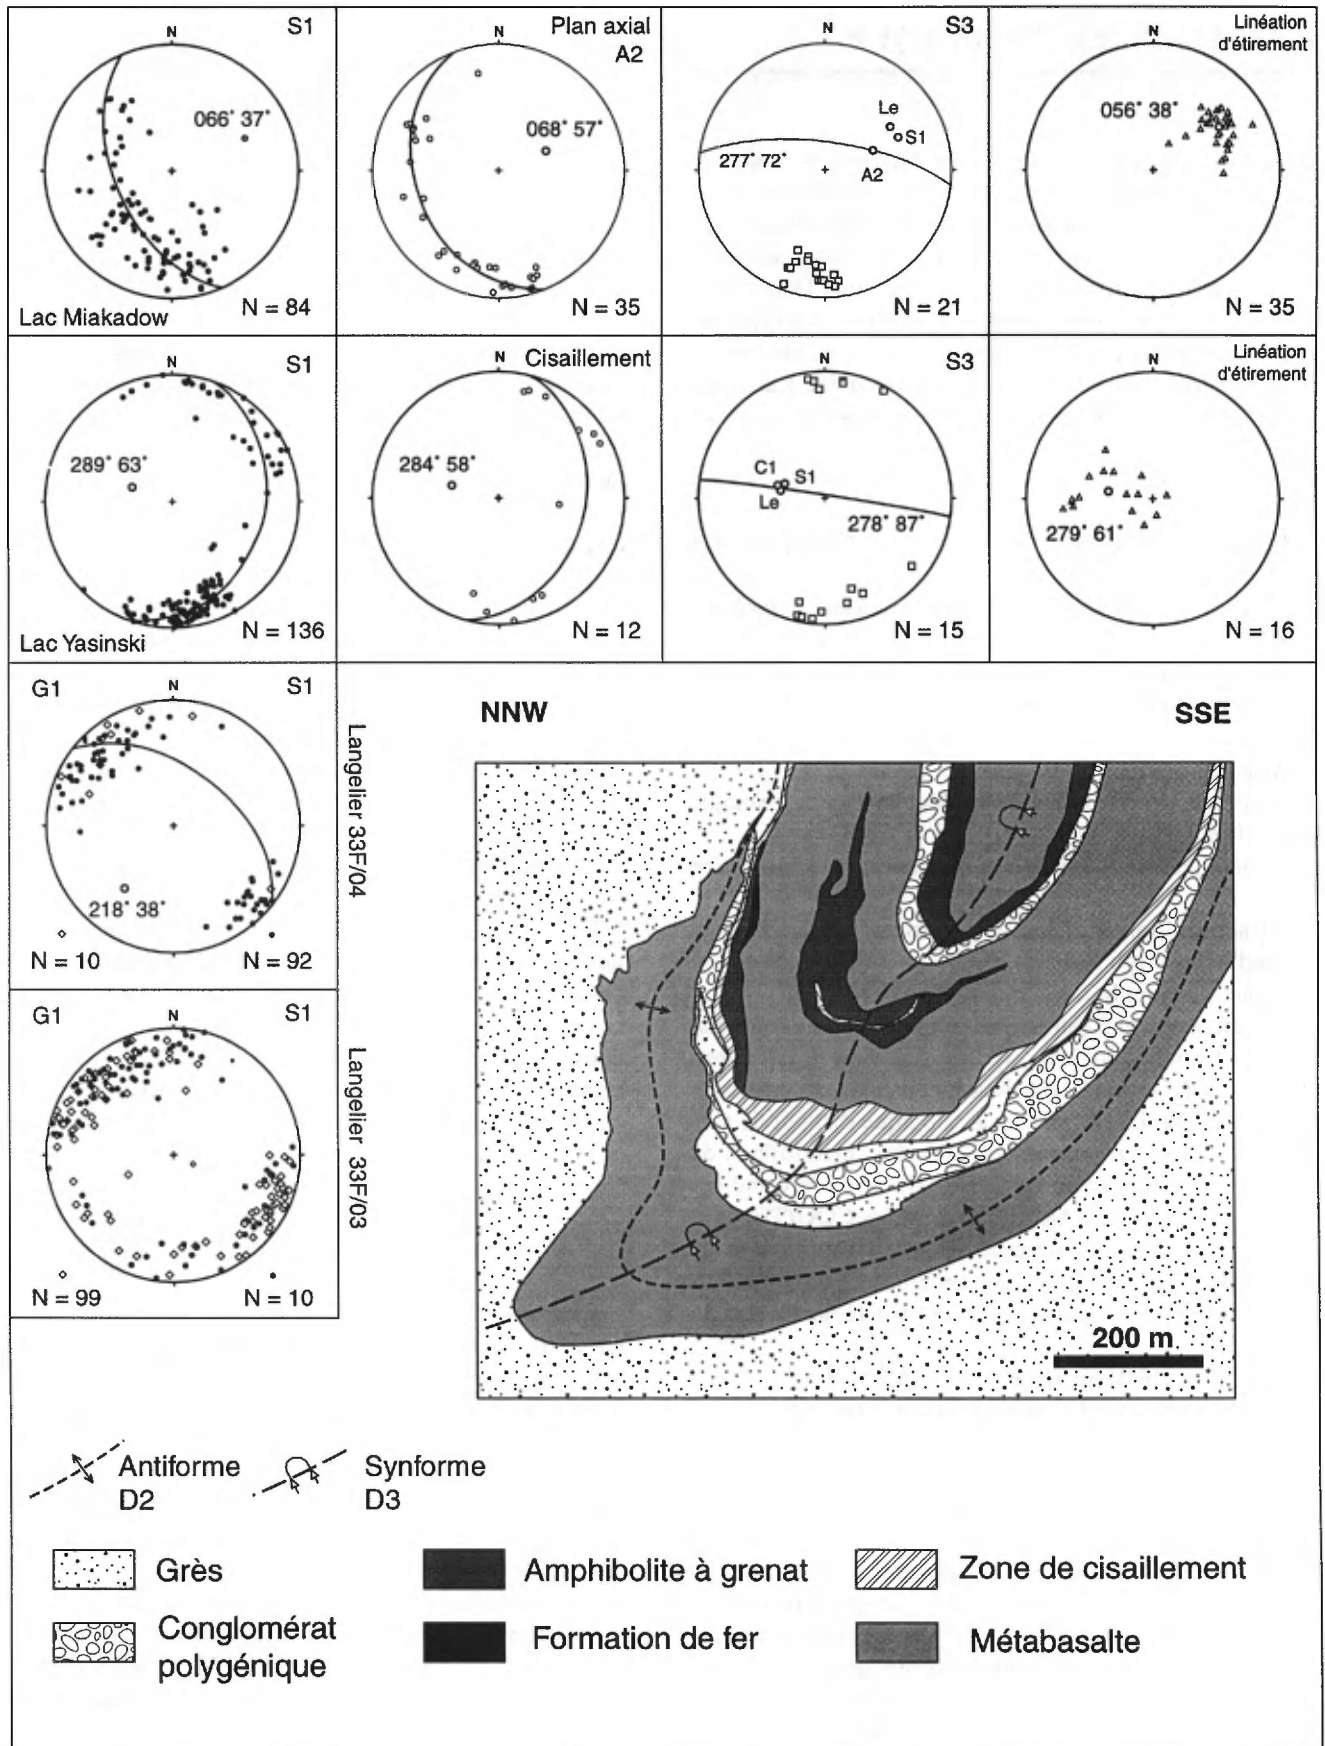 N
S1
066° 37°
Lac Miakadow
N = 84
N
Plan axial
A2
068° 57°
N = 35
N
S3
Le
S1
277° 72°
A2
N = 21
N
Linéation
d'étirement
056° 38°
N = 35
N
S1
289° 63°
Lac Yasinski
N = 136
N
Cisaillement
284° 58°
N = 12
N
S3
C1
S1
Le
278° 87°
N = 15
N
Linéation
d'étirement
279° 61°
N = 16
G1
N
S1
218° 38°
N = 10
N = 92
Langelier 33F/04
G1
N
S1
N = 99
N = 10
Langelier 33F/03
NNW
SSE
200 m
Antiforme
D2
Synforme
D3
Grès
Amphibolite à grenat
Zone de cisaillement
Conglomérat
polygénique
Formation de fer
Métabasalte